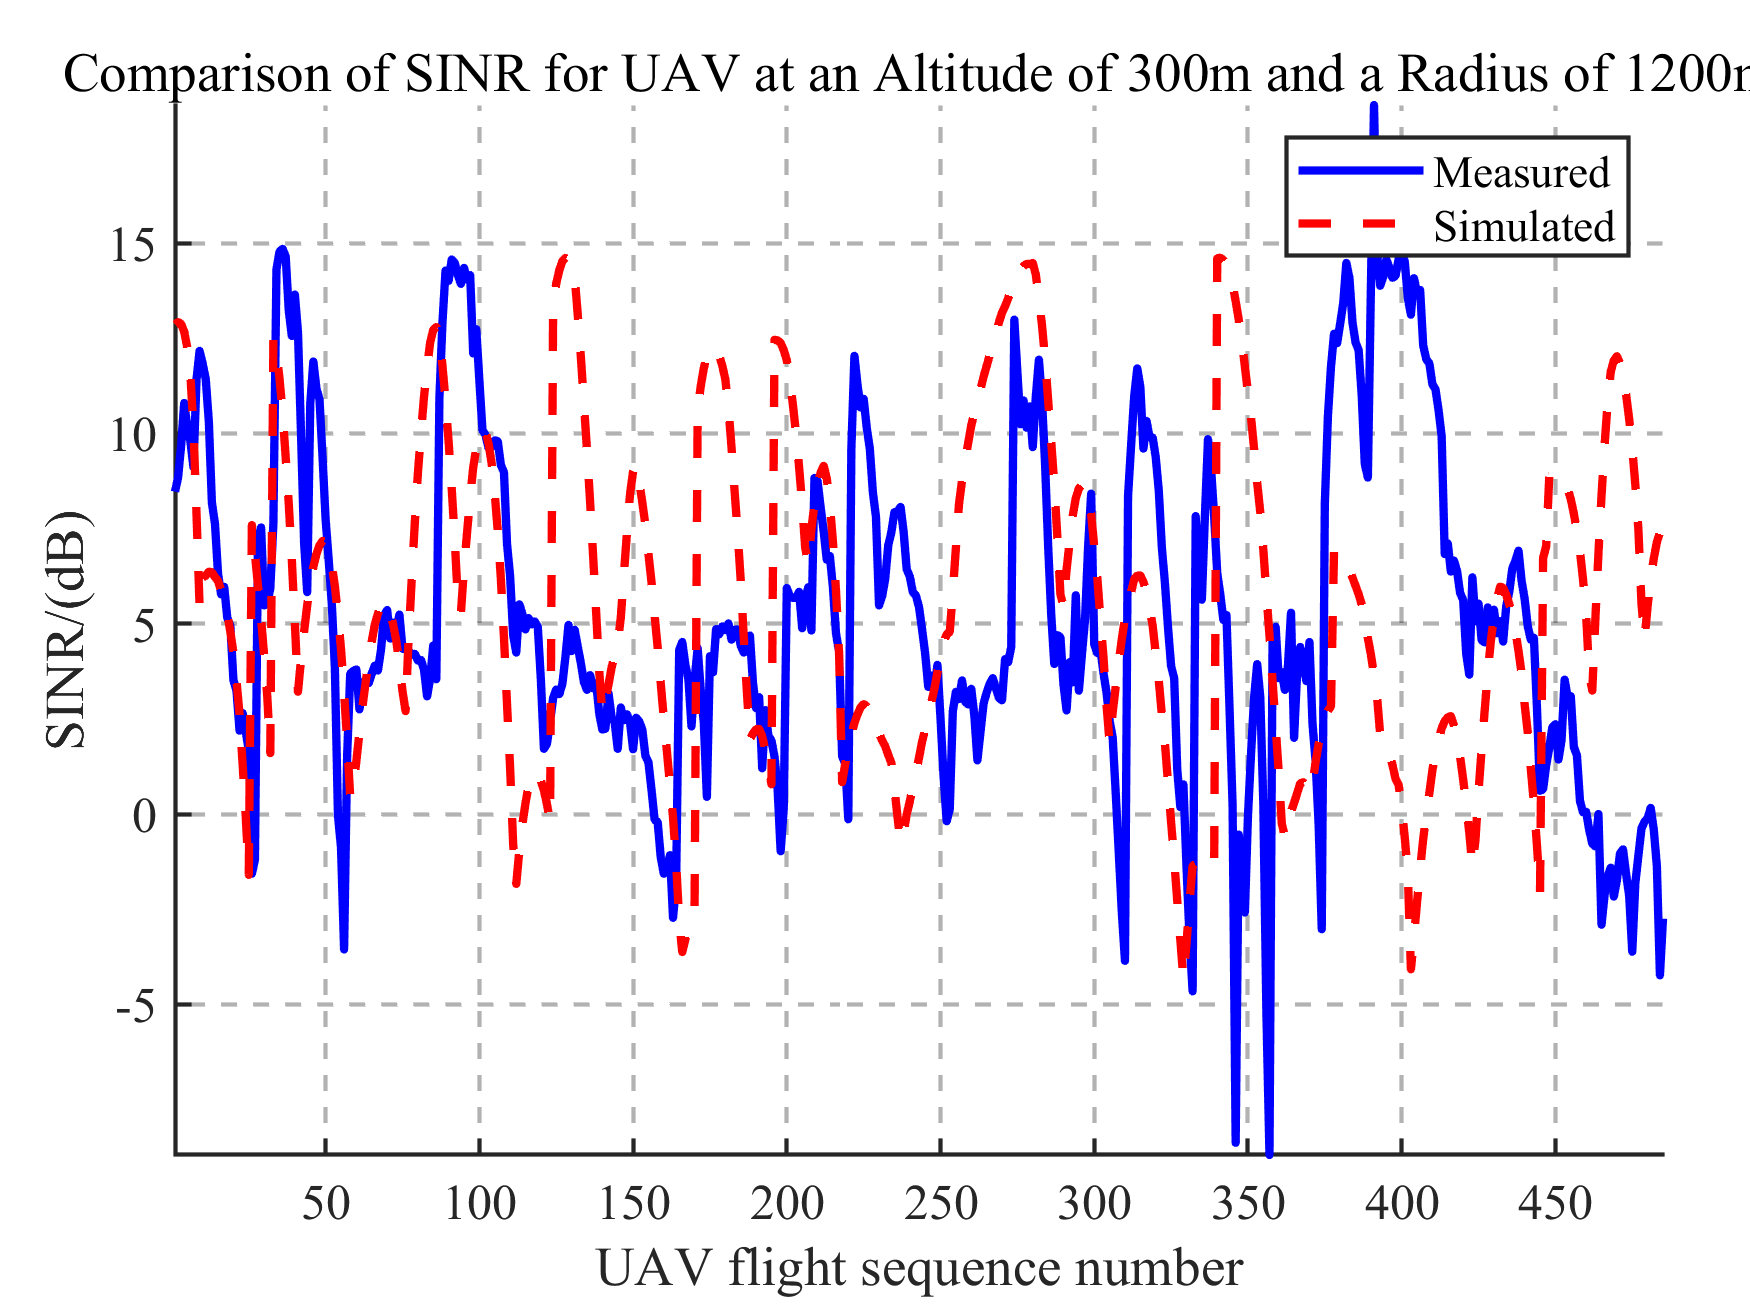 Comparison of SINR for UAV at an Altitude of 300m and a Radius of 1200m
Measured
Simulated
15
10
5
0
-5
SINR/(dB)
50 100 150 200 250 300 350 400 450
UAV flight sequence number